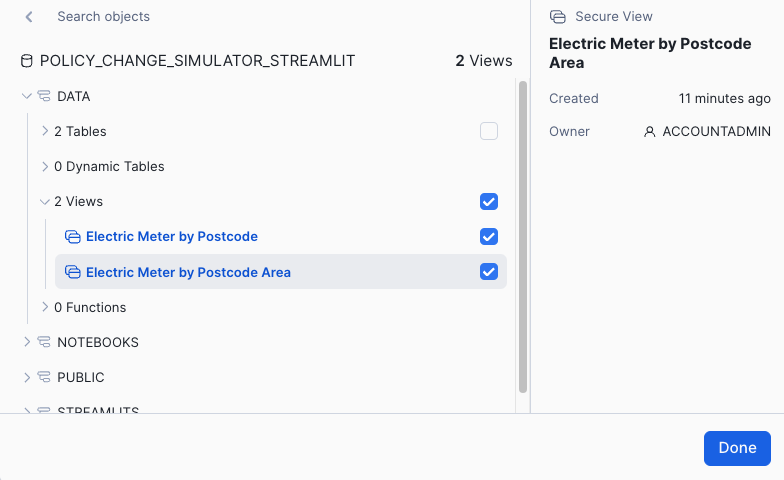 Search objects
POLICY_CHANGE_SIMULATOR_STREAMLIT
2 Views
DATA
2 Tables
0 Dynamic Tables
2 Views
Electric Meter by Postcode
Electric Meter by Postcode Area
0 Functions
NOTEBOOKS
PUBLIC
STREAMLITS
Secure View
Electric Meter by Postcode
Area
Created
11 minutes ago
Owner
ACCOUNTADMIN
Done